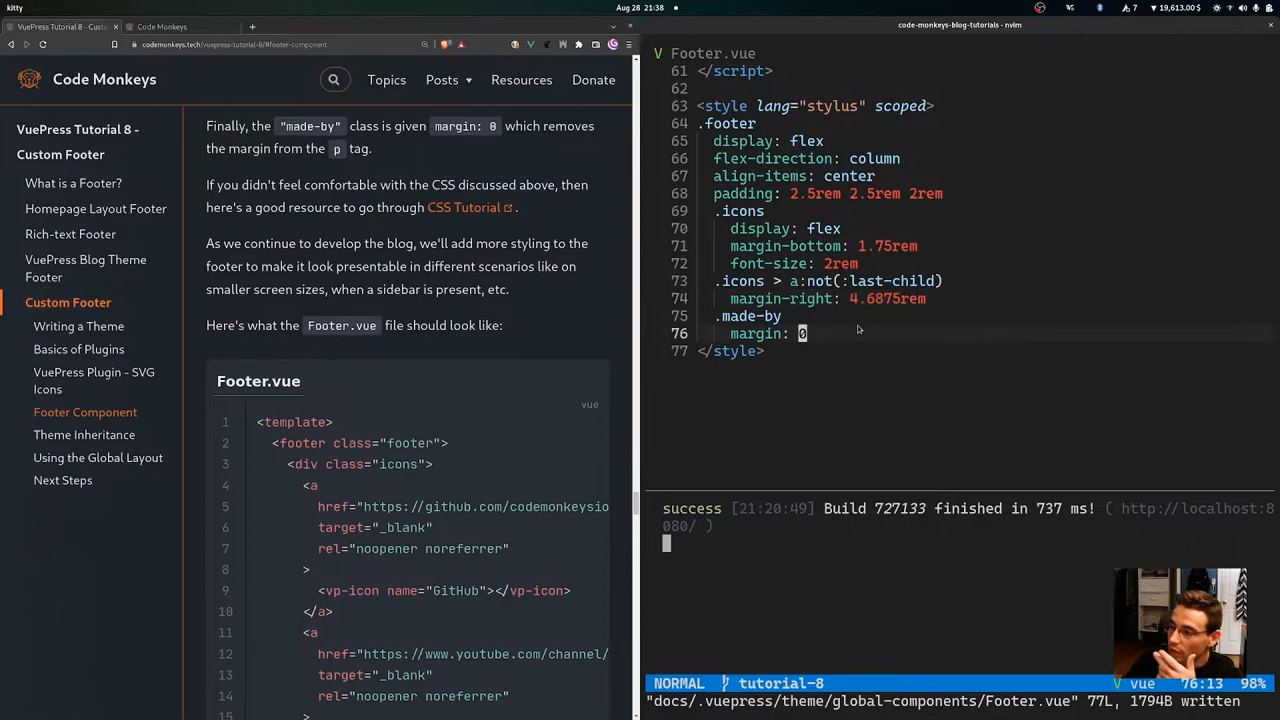 kitty
Aug 28 21:38
7
19,613.00
VuePress Tutorial 8 - Custo
Code Monkeys
codemonkeys.tech/vuepress-tutorial-8/#footer-component
Code Monkeys
Topics
Posts
Resources
Donate
VuePress Tutorial 8 -
Custom Footer
What is a Footer?
Homepage Layout Footer
Rich-text Footer
VuePress Blog Theme
Footer
Custom Footer
Writing a Theme
Basics of Plugins
VuePress Plugin - SVG
Icons
Footer Component
Theme Inheritance
Using the Global Layout
Next Steps
Finally, the "made-by" class is given margin: 0 which removes
the margin from the p tag.
If you didn't feel comfortable with the CSS discussed above, then
here's a good resource to go through CSS Tutorial .
As we continue to develop the blog, we'll add more styling to the
footer to make it look presentable in different scenarios like on
smaller screen sizes, when a sidebar is present, etc.
Here's what the Footer.vue file should look like:
Footer.vue
vue
1 <template>
2 <footer class="footer">
3 <div class="icons">
4 <a
5 href="https://github.com/codemonkeysio
6 target="_blank"
7 rel="noopener noreferrer"
8 >
9 <vp-icon name="GitHub"></vp-icon>
10 </a>
11 <a
12 href="https://www.youtube.com/channel/
13 target="_blank"
14 rel="noopener noreferrer"
15 >
code-monkeys-blog-tutorials - nvim
V Footer.vue
61 </script>
62
63 <style lang="stylus" scoped>
64 .footer
65 display: flex
66 flex-direction: column
67 align-items: center
68 padding: 2.5rem 2.5rem 2rem
69 .icons
70 display: flex
71 margin-bottom: 1.75rem
72 font-size: 2rem
73 .icons > a:not(:last-child)
74 margin-right: 4.6875rem
75 .made-by
76 margin: 0
77 </style>
success [21:20:49] Build 727133 finished in 737 ms! ( http://localhost:8
080/ )
NORMAL tutorial-8 V vue 76:13 98%
"docs/.vuepress/theme/global-components/Footer.vue" 77L, 1794B written